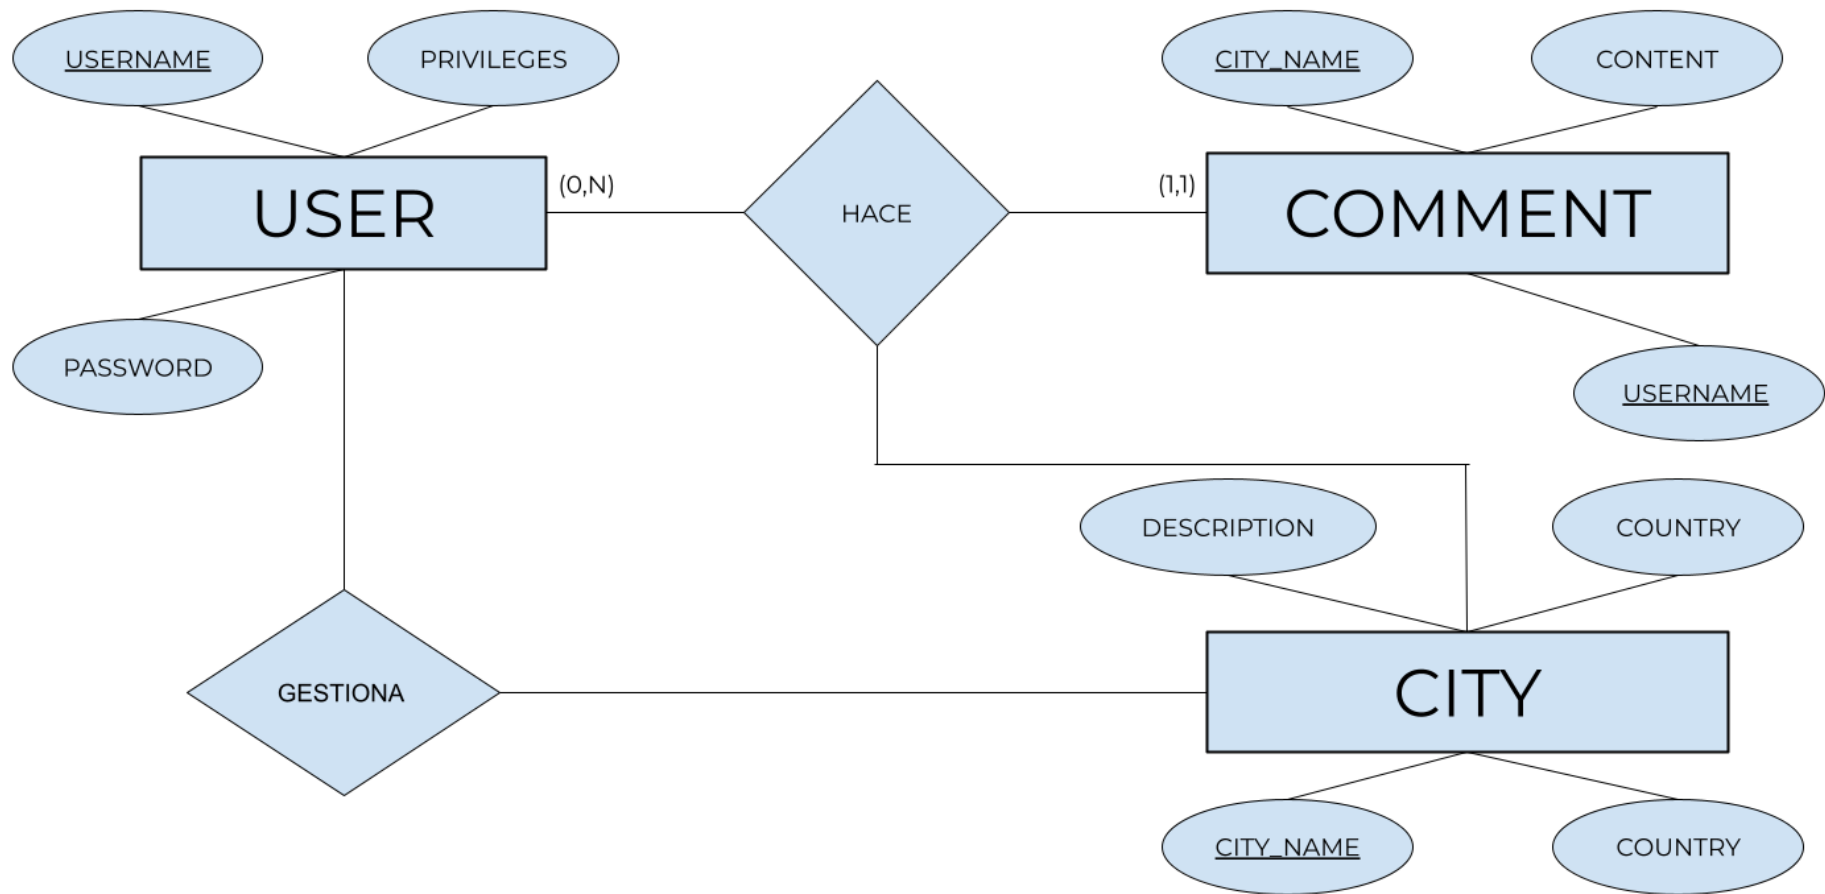 USERNAME
PRIVILEGES
CITY_NAME
CONTENT
USER
(0,N)
HACE
(1,1)
COMMENT
PASSWORD
USERNAME
DESCRIPTION
COUNTRY
GESTIONA
CITY
CITY_NAME
COUNTRY